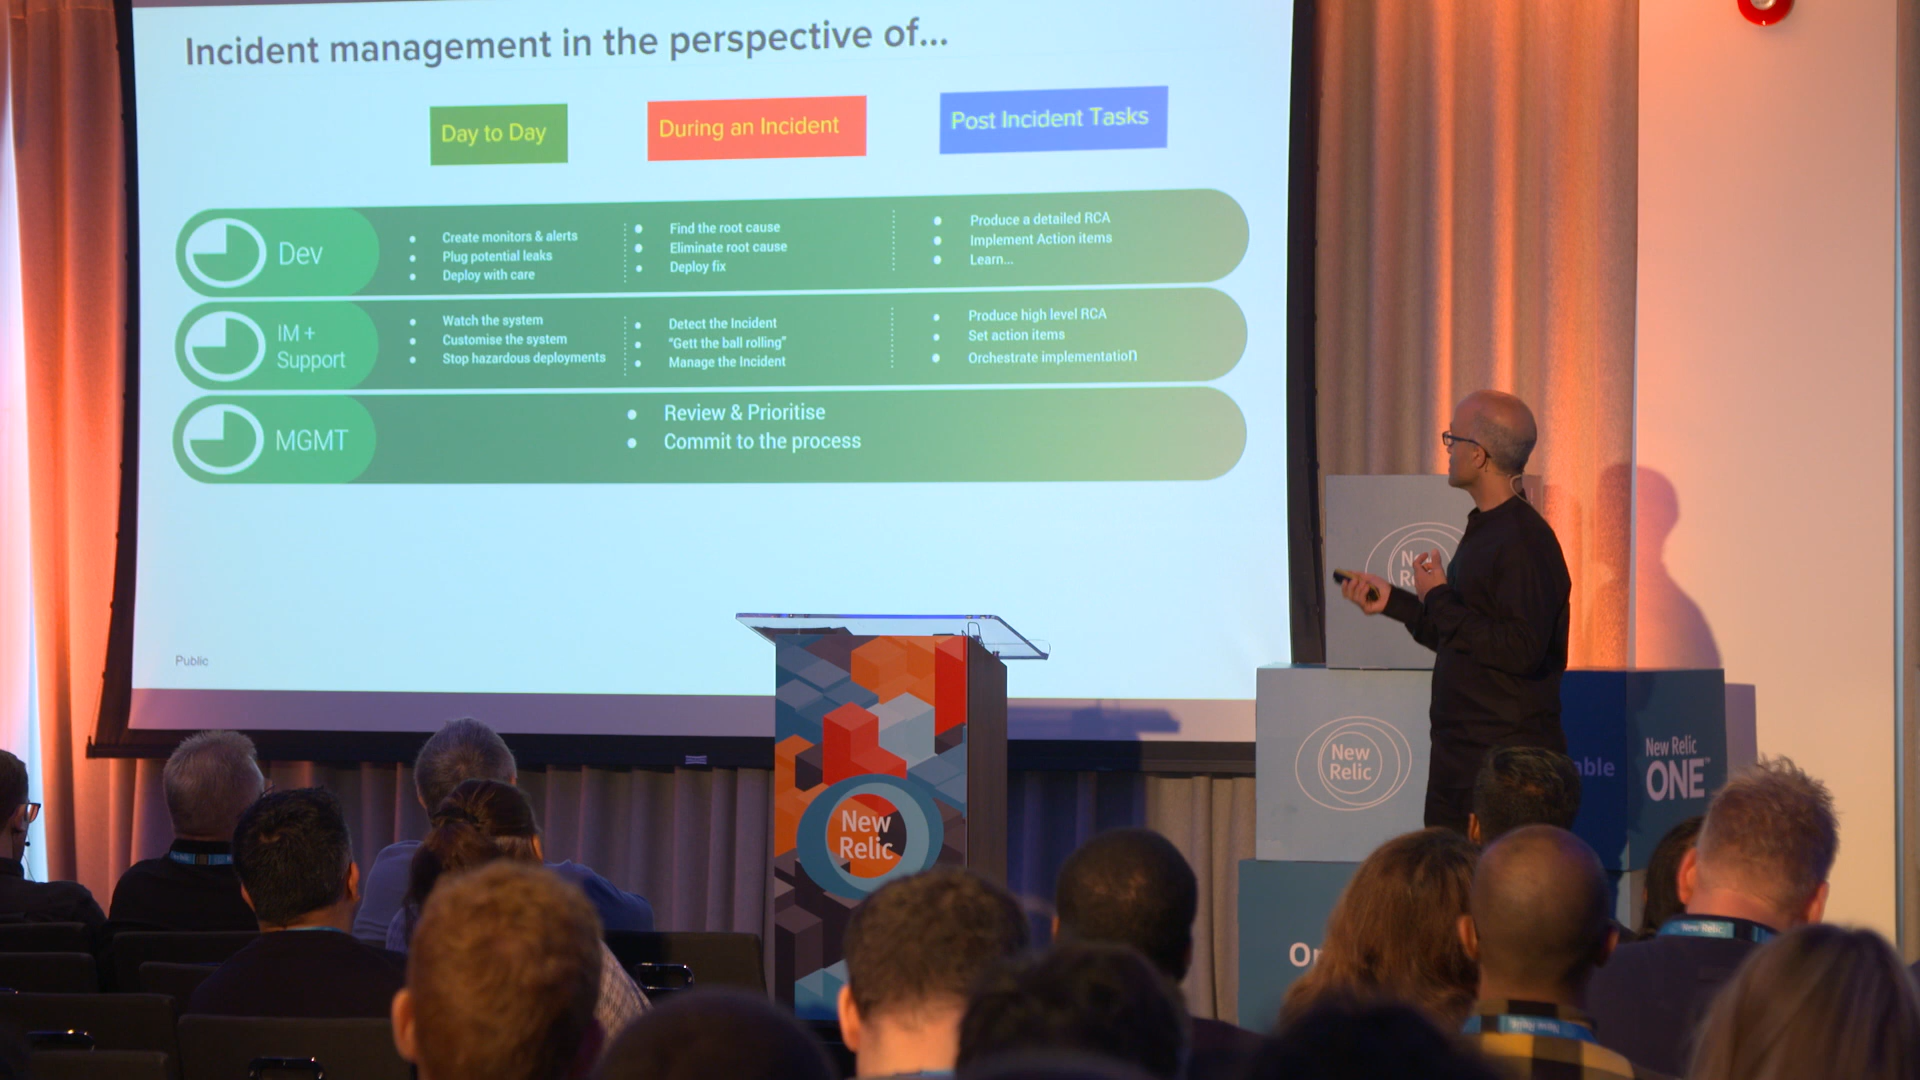 Incident management in the perspective of...
Day to Day
During an Incident
Post Incident Tasks
Dev
Create monitors & alerts
Plug potential leaks
Deploy with care
Find the root cause
Eliminate root cause
Deploy fix
Produce a detailed RCA
Implement Action items
Learn...
IM +
Support
Watch the system
Customise the system
Stop hazardous deployments
Detect the Incident
"Gett the ball rolling"
Manage the Incident
Produce high level RCA
Set action items
Orchestrate implementation
MGMT
Review & Prioritise
Commit to the process
Public
New
Relic
New
Relic
New Relic
ONE™
New Relic